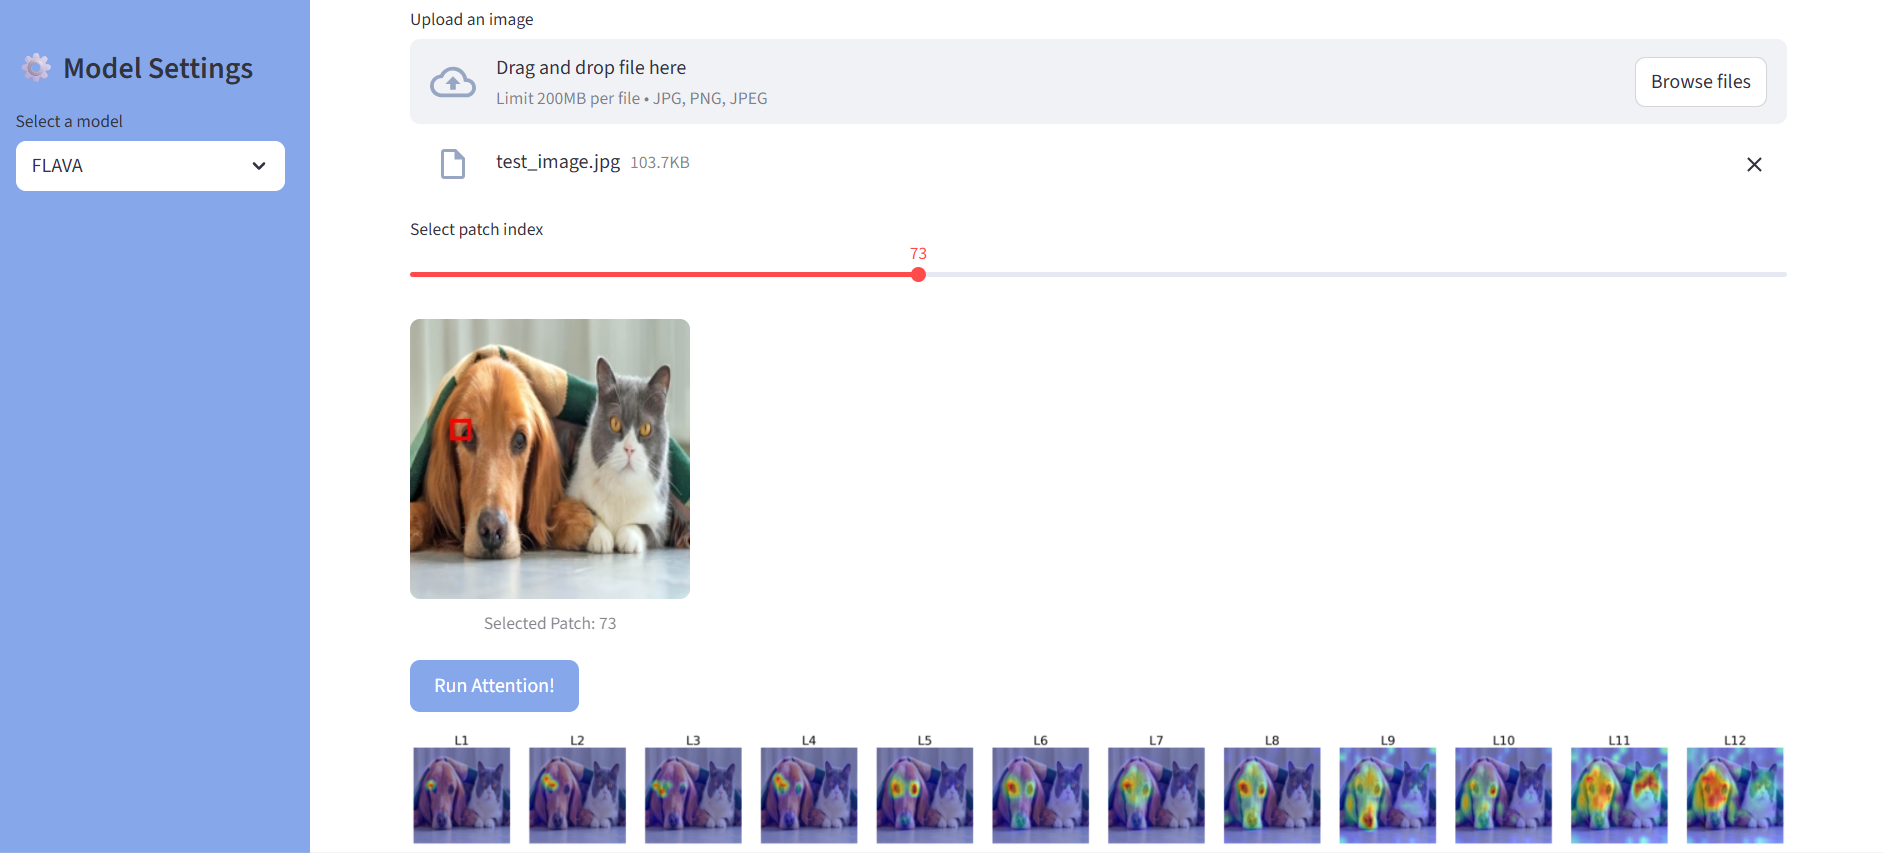 Model Settings
Select a model
FLAVA
Upload an image
Drag and drop file here
Limit 200MB per file • JPG, PNG, JPEG
Browse files
test_image.jpg 103.7KB
Select patch index
73
Selected Patch: 73
Run Attention!
L1 L2 L3 L4 L5 L6 L7 L8 L9 L10 L11 L12